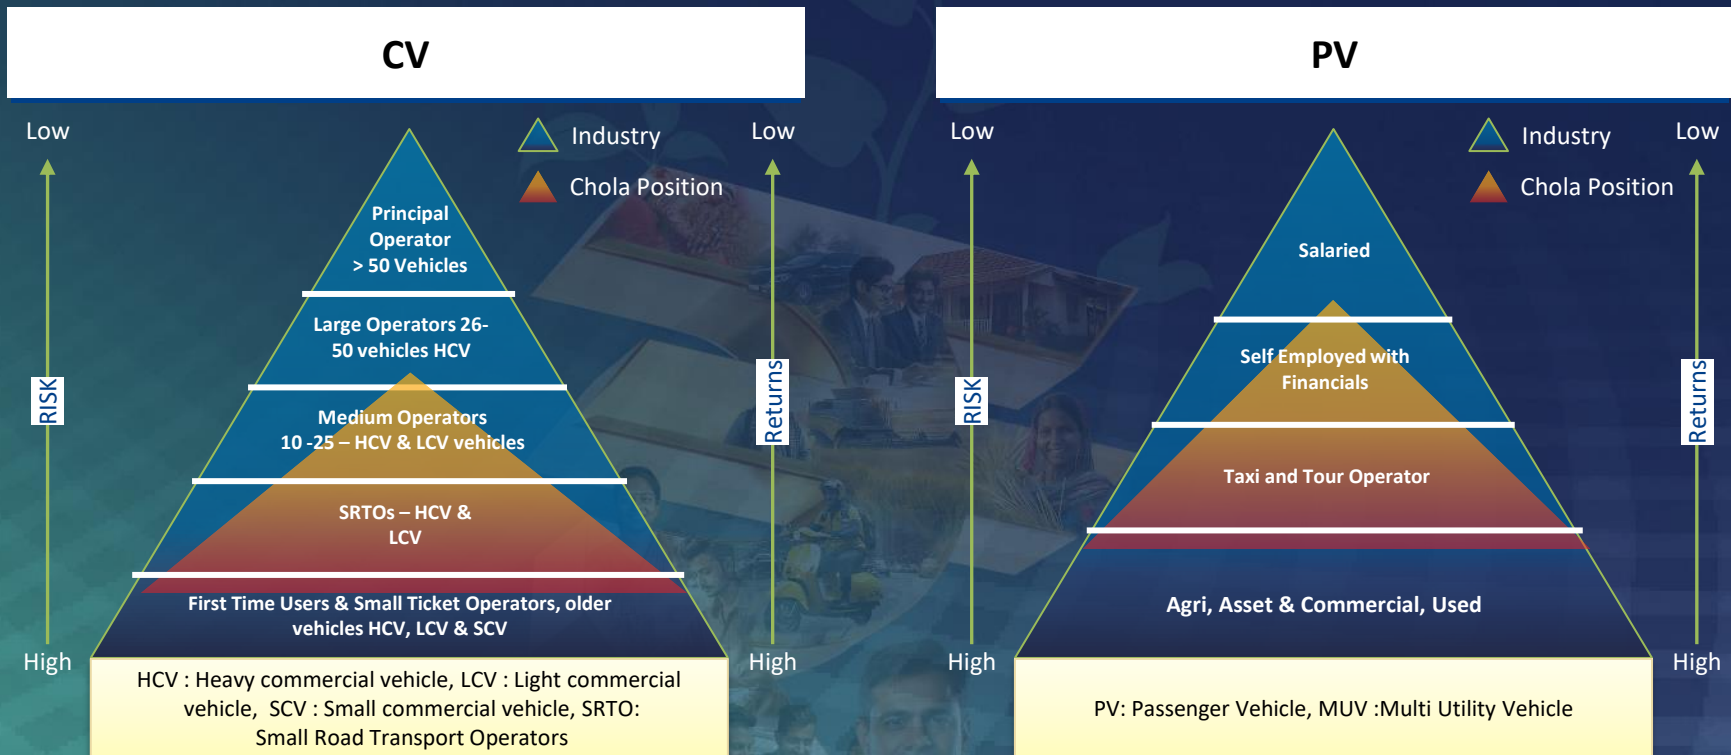 CV
Low
Industry
Chola Position
Low
Principal
Operator
> 50 Vehicles
Large Operators 26-
50 vehicles HCV
Medium Operators
10 -25 – HCV & LCV vehicles
SRTOs – HCV &
LCV
First Time Users & Small Ticket Operators, older
vehicles HCV, LCV & SCV
RISK
Returns
High
High
HCV : Heavy commercial vehicle, LCV : Light commercial
vehicle, SCV : Small commercial vehicle, SRTO:
Small Road Transport Operators
PV
Low
Industry
Chola Position
Low
Salaried
Self Employed with
Financials
Taxi and Tour Operator
Agri, Asset & Commercial, Used
RISK
Returns
High
High
PV: Passenger Vehicle, MUV :Multi Utility Vehicle